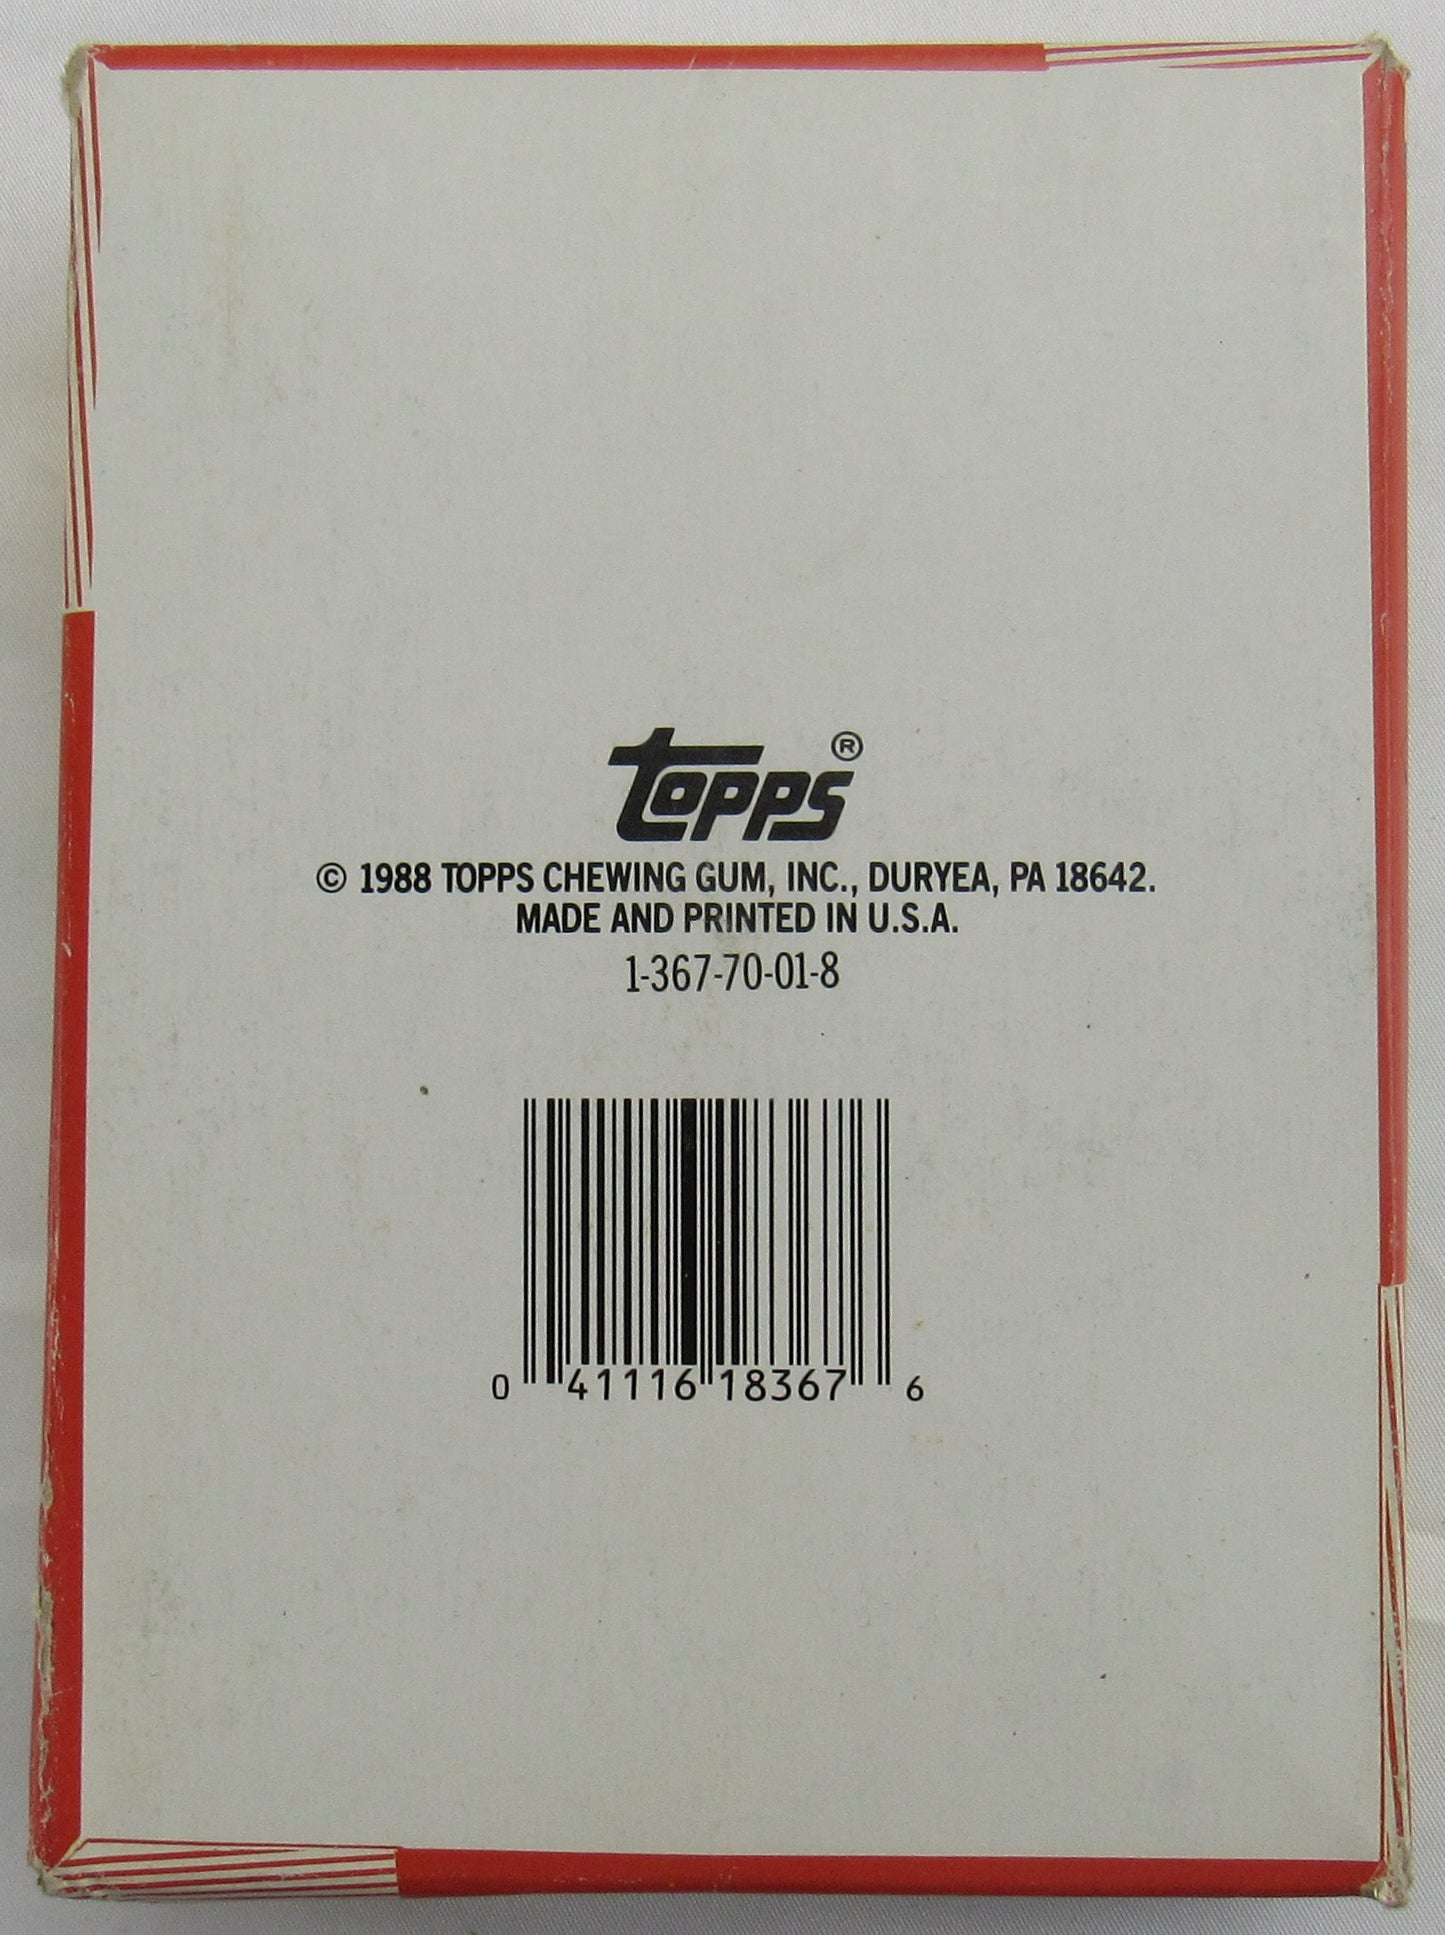 Topps®
© 1988 TOPPS CHEWING GUM, INC., DURYEA, PA 18642.
MADE AND PRINTED IN U.S.A.
1-367-70-01-8
0 41116 18367 6